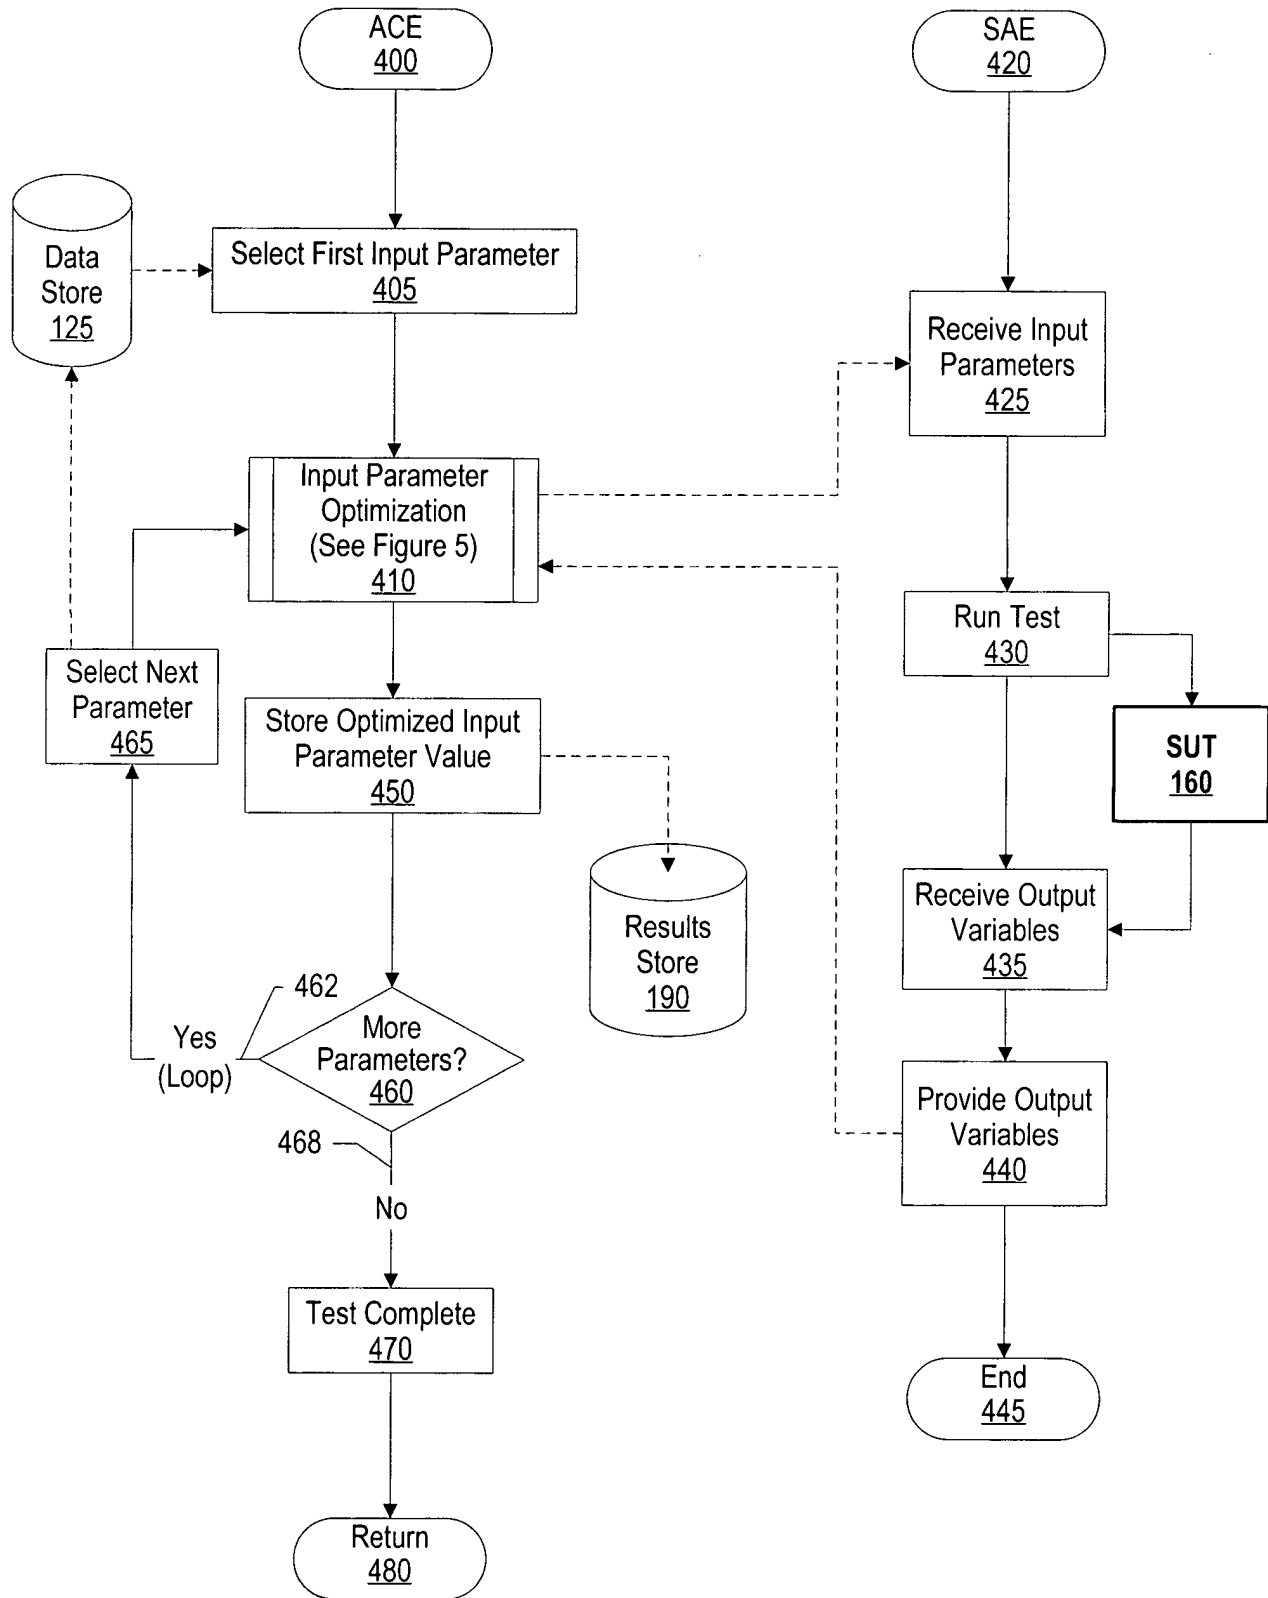 ACE
400
SAE
420
Data
Store
125
Select First Input Parameter
405
Receive Input
Parameters
425
Input Parameter
Optimization
(See Figure 5)
410
Run Test
430
Select Next
Parameter
465
Store Optimized Input
Parameter Value
450
SUT
160
Receive Output
Variables
435
Results
Store
190
462
Yes
(Loop)
More
Parameters?
460
468
No
Provide Output
Variables
440
Test Complete
470
End
445
Return
480